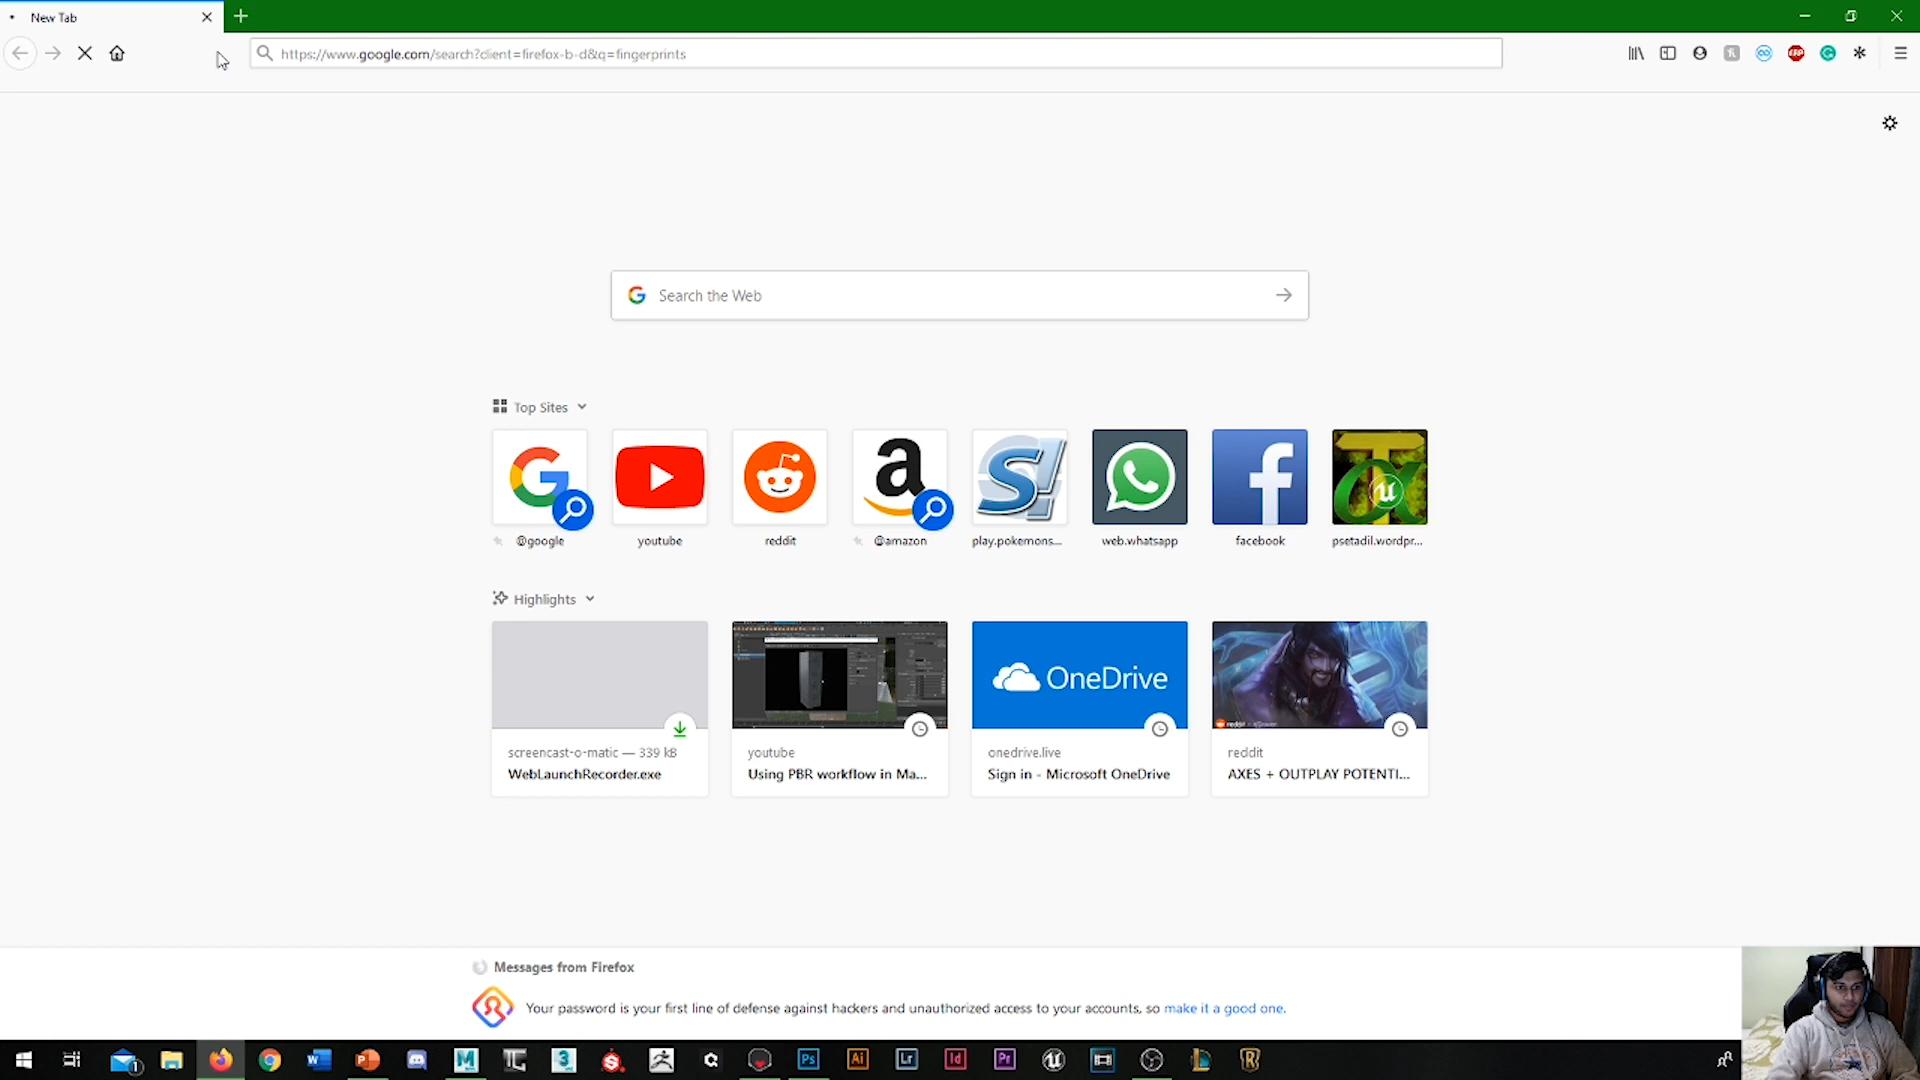 New Tab
https://www.google.com/search?client=firefox-b-d&q=fingerprints
Search the Web
Top Sites
@google
youtube
reddit
@amazon
play.pokemons...
web.whatsapp
facebook
psetadil.wordpr...
Highlights
OneDrive
screencast-o-matic — 339 kB
WebLaunchRecorder.exe
youtube
Using PBR workflow in Ma...
onedrive.live
Sign in - Microsoft OneDrive
reddit
AXES + OUTPLAY POTENTI...
Messages from Firefox
Your password is your first line of defense against hackers and unauthorized access to your accounts, so make it a good one.